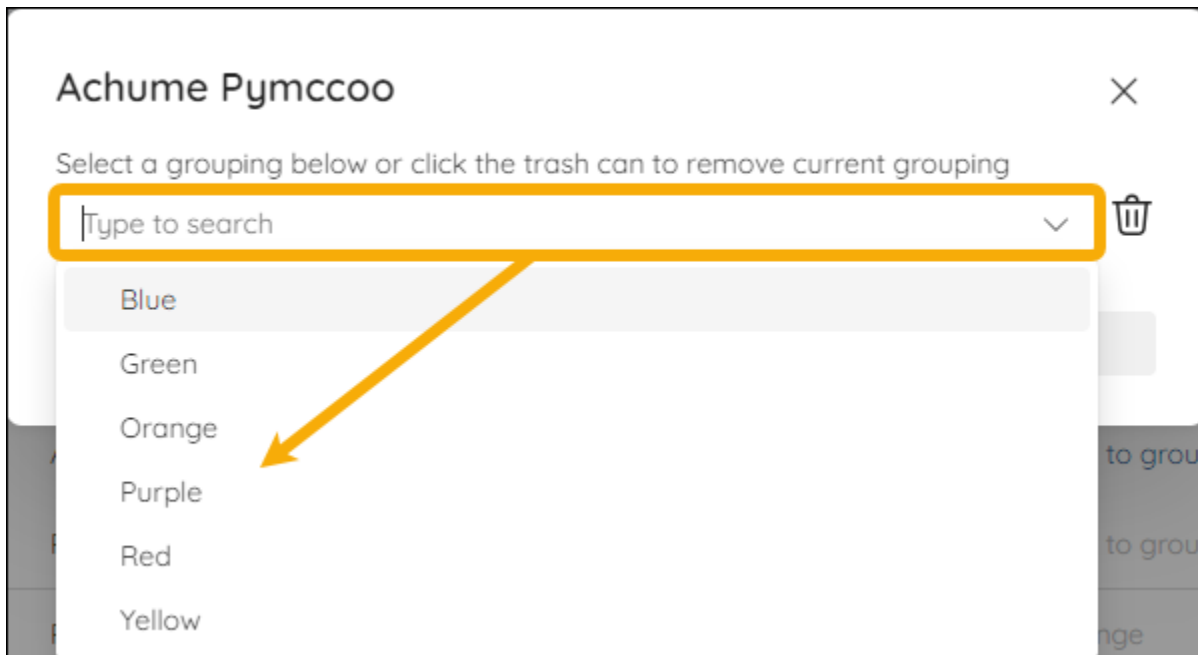 Achume Pymccoo
Select a grouping below or click the trash can to remove current grouping
Type to search
Blue
Green
Orange
to grou
Purple
Red
to grou
Yellow
nge